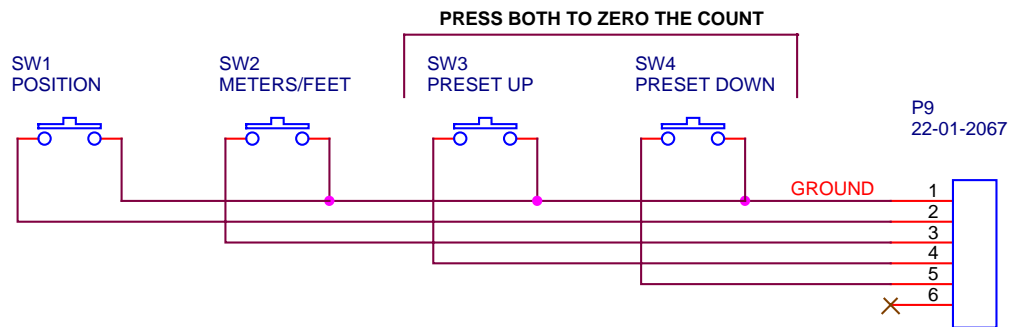 PRESS BOTH TO ZERO THE COUNT
SW1
POSITION
SW2
METERS/FEET
SW3
PRESET UP
SW4
PRESET DOWN
P9
22-01-2067
GROUND
1
2
3
4
5
6